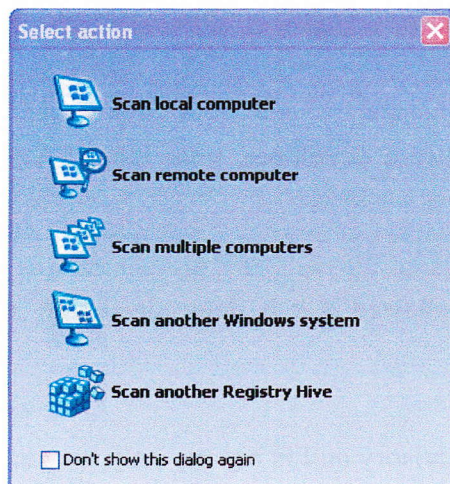 Select action
Scan local computer
Scan remote computer
Scan multiple computers
Scan another Windows system
Scan another Registry Hive
Don't show this dialog again